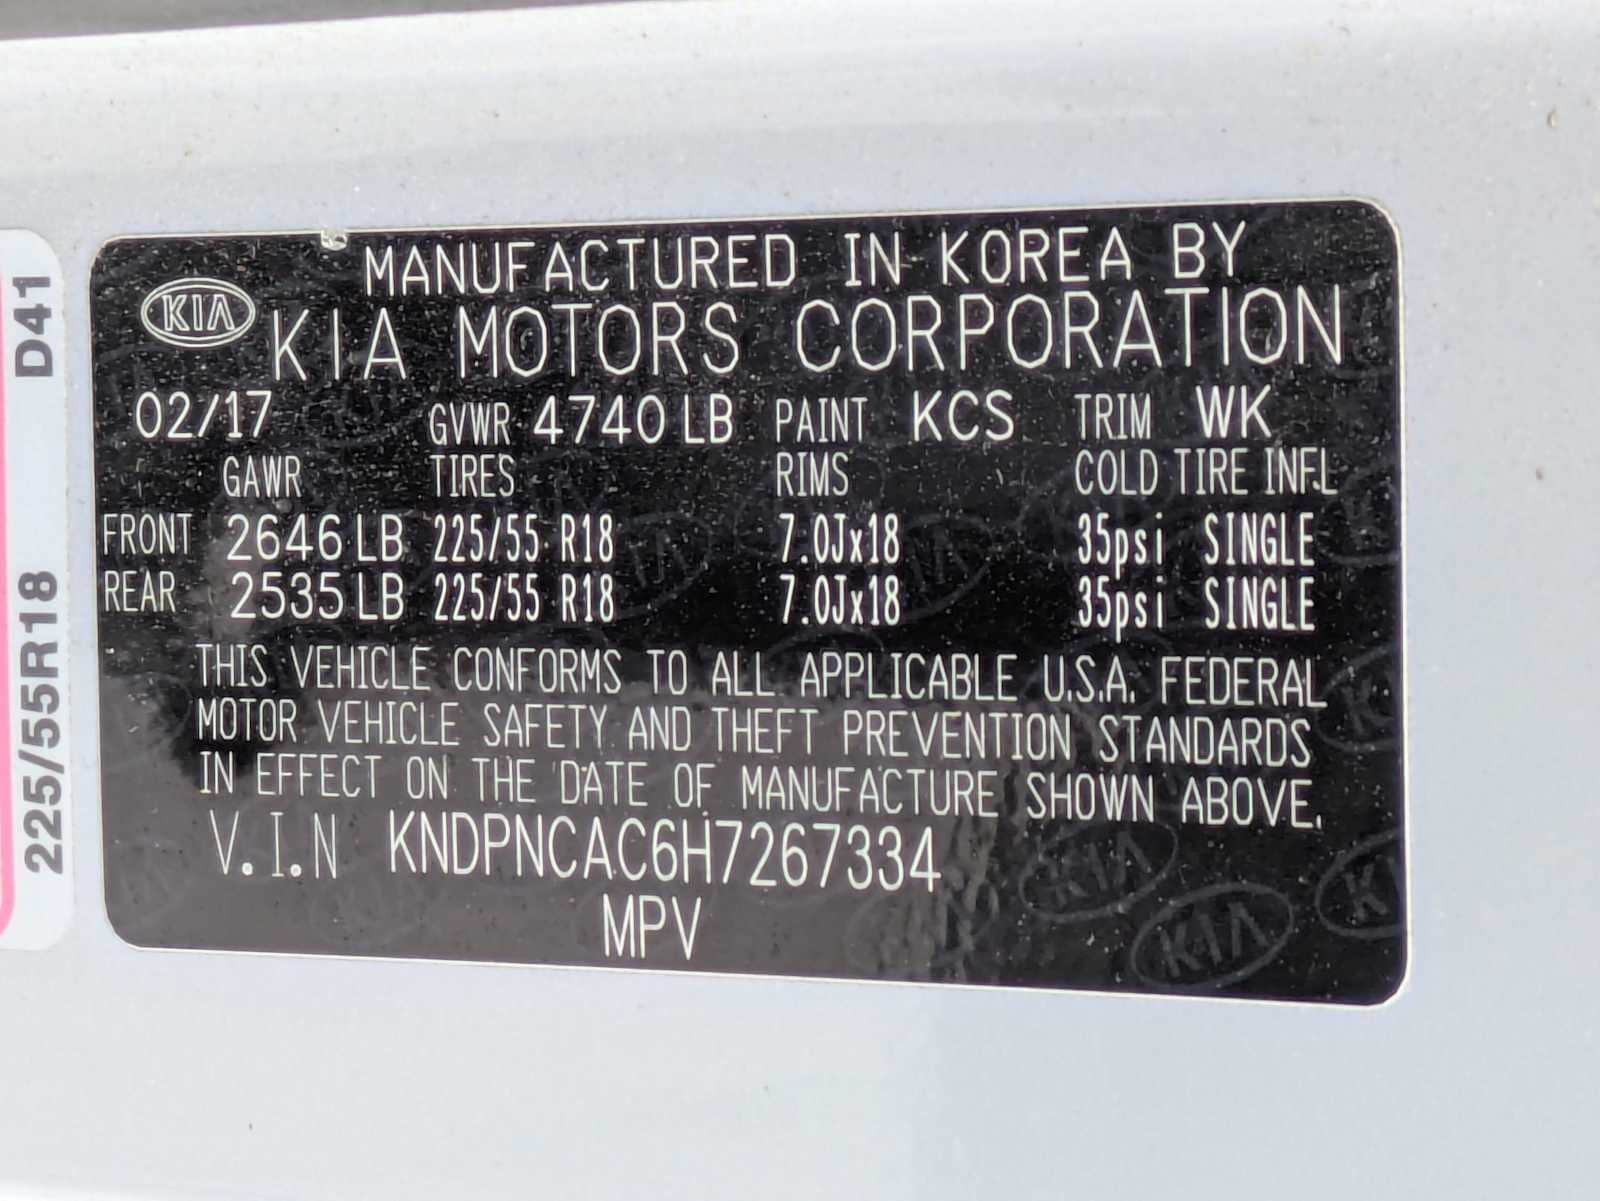 MANUFACTURED IN KOREA BY
KIA KIA MOTORS CORPORATION
02/17 GVWR 4740 LB PAINT KCS TRIM WK
GAWR TIRES RIMS COLD TIRE INFL
FRONT 2646 LB 225/55 R18 7.0Jx18 35psi SINGLE
REAR 2535 LB 225/55 R18 7.0Jx18 35psi SINGLE
THIS VEHICLE CONFORMS TO ALL APPLICABLE U.S.A. FEDERAL
MOTOR VEHICLE SAFETY AND THEFT PREVENTION STANDARDS
IN EFFECT ON THE DATE OF MANUFACTURE SHOWN ABOVE.
V.I.N KNDPNCAC6H7267334
MPV
225/55R18 D41